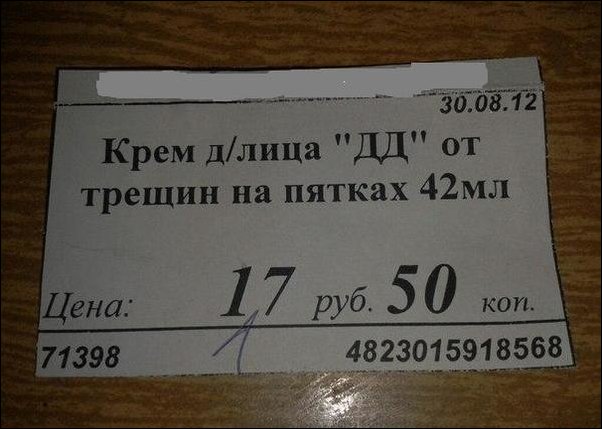 30.08.12
Крем д/лица "ДД" от
трещин на пятках 42мл
Цена: 17 руб. 50 коп.
71398 4823015918568